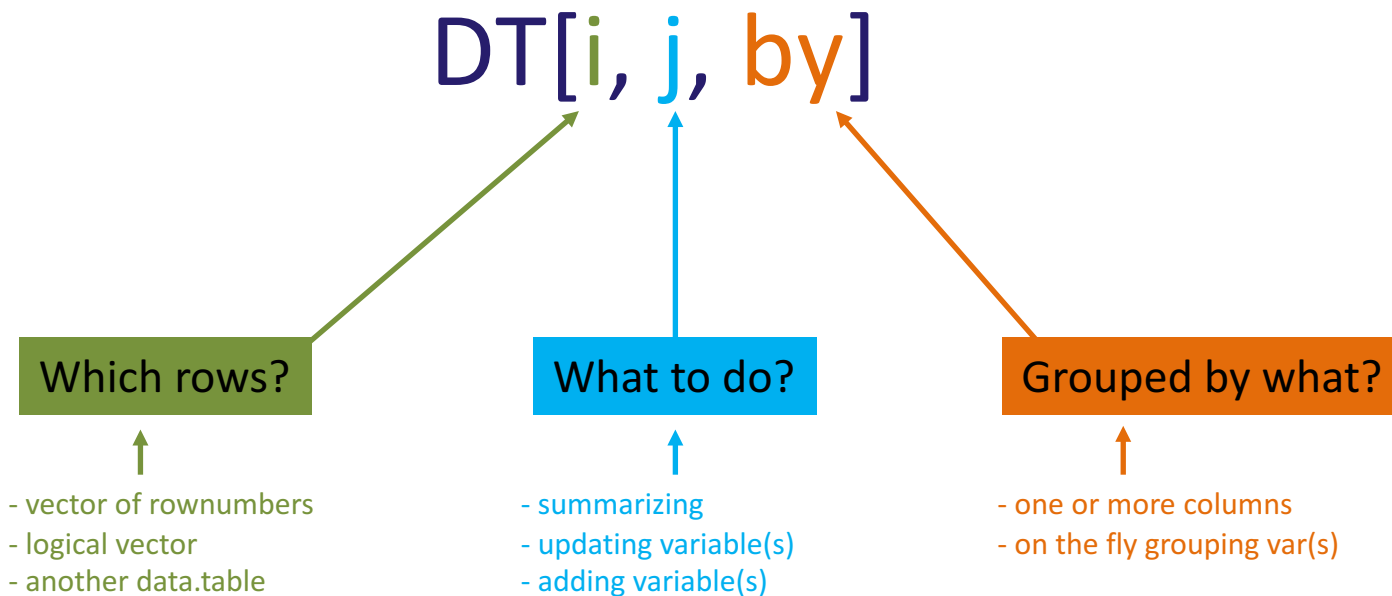 DT[i, j, by]
Which rows?
What to do?
Grouped by what?
- vector of rownumbers
- logical vector
- another data.table
- summarizing
- updating variable(s)
- adding variable(s)
- one or more columns
- on the fly grouping var(s)